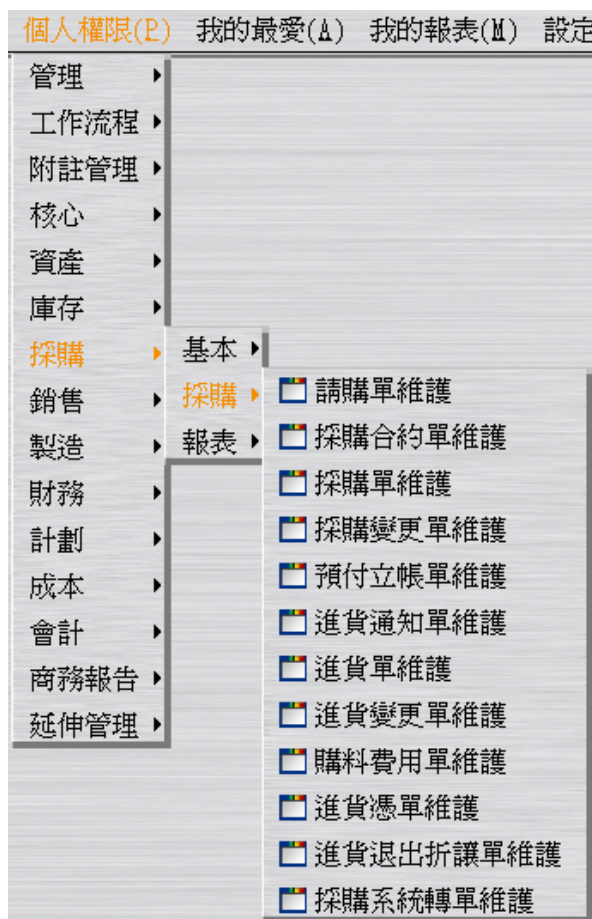 個人權限(P) 我的最愛(A) 我的報表(M) 設定
管理
工作流程
附註管理
核心
資產
庫存
採購
銷售
製造
財務
計劃
成本
會計
商務報告
延伸管理
基本
採購
報表
請購單維護
採購合約單維護
採購單維護
採購變更單維護
預付立帳單維護
進貨通知單維護
進貨單維護
進貨變更單維護
購料費用單維護
進貨憑單維護
進貨退出折讓單維護
採購系統轉單維護